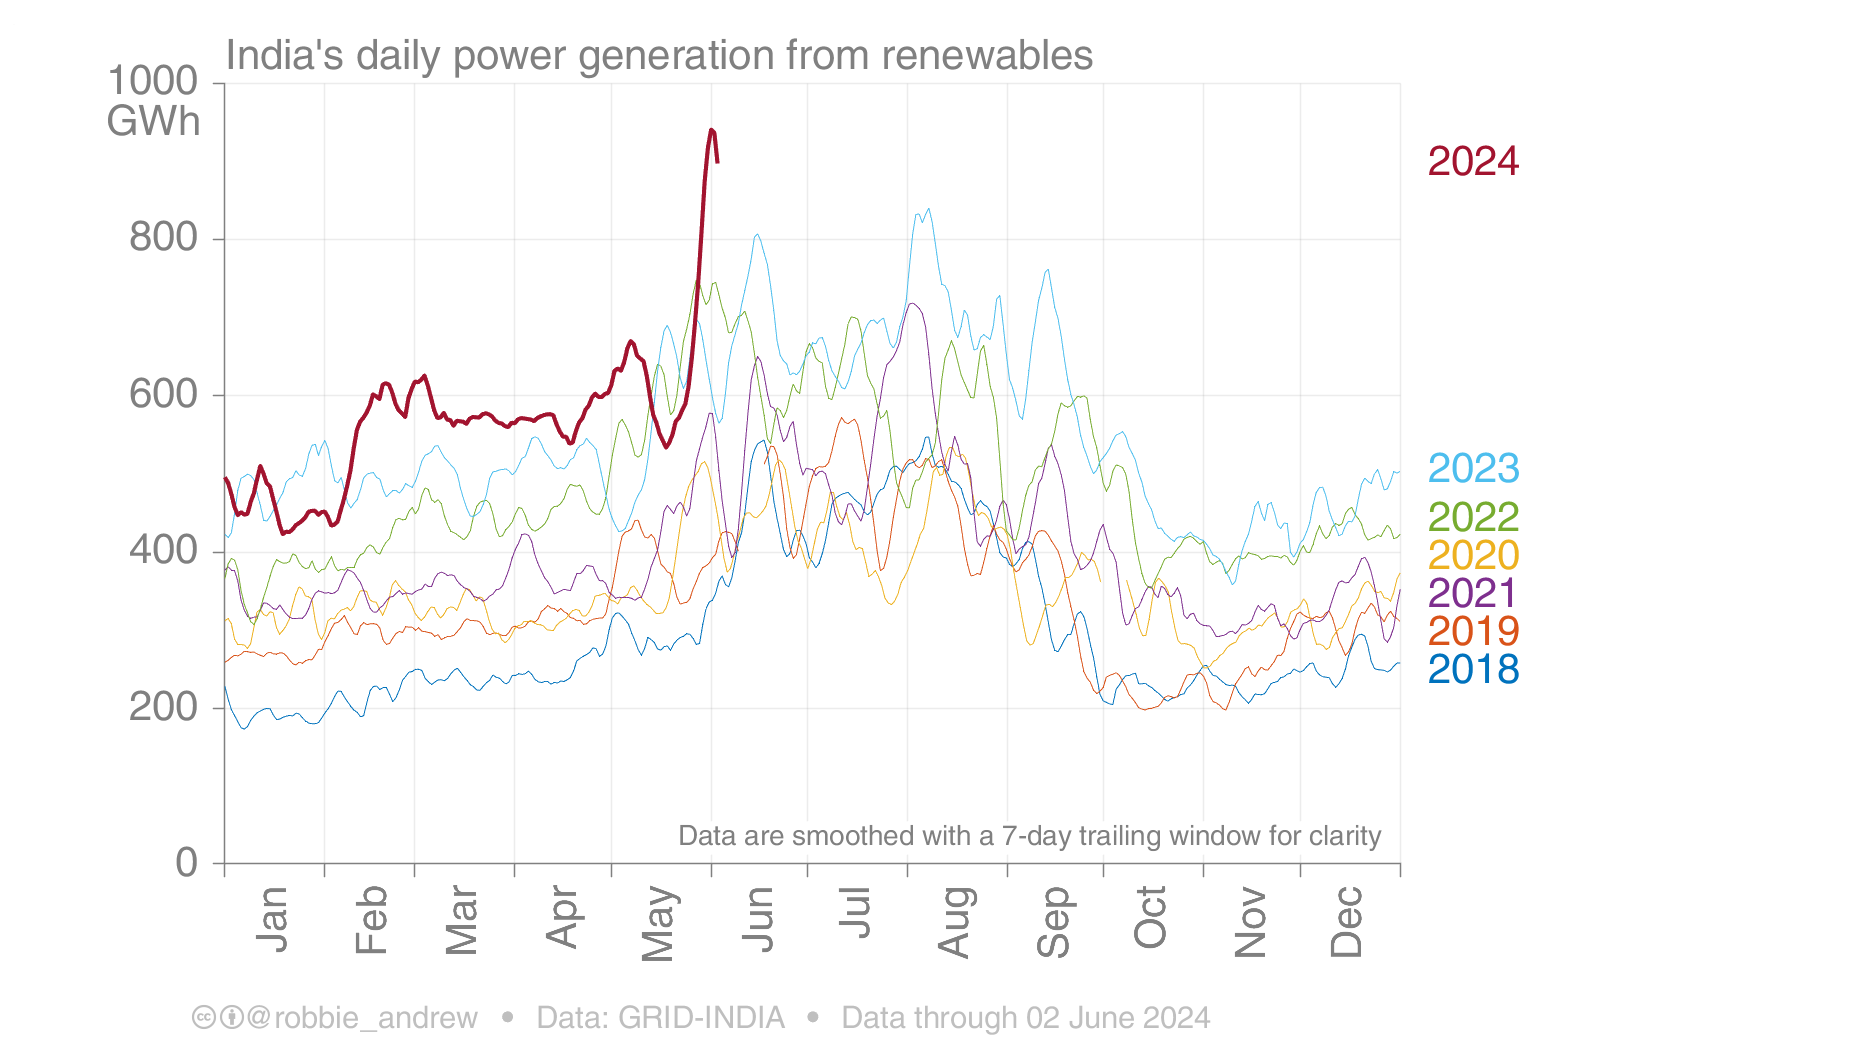 India's daily power generation from renewables
1000
GWh
800
600
400
200
0
2024
2023
2022
2020
2021
2019
2018
Data are smoothed with a 7-day trailing window for clarity
Jan Feb Mar Apr May Jun Jul Aug Sep Oct Nov Dec
@robbie_andrew • Data: GRID-INDIA • Data through 02 June 2024